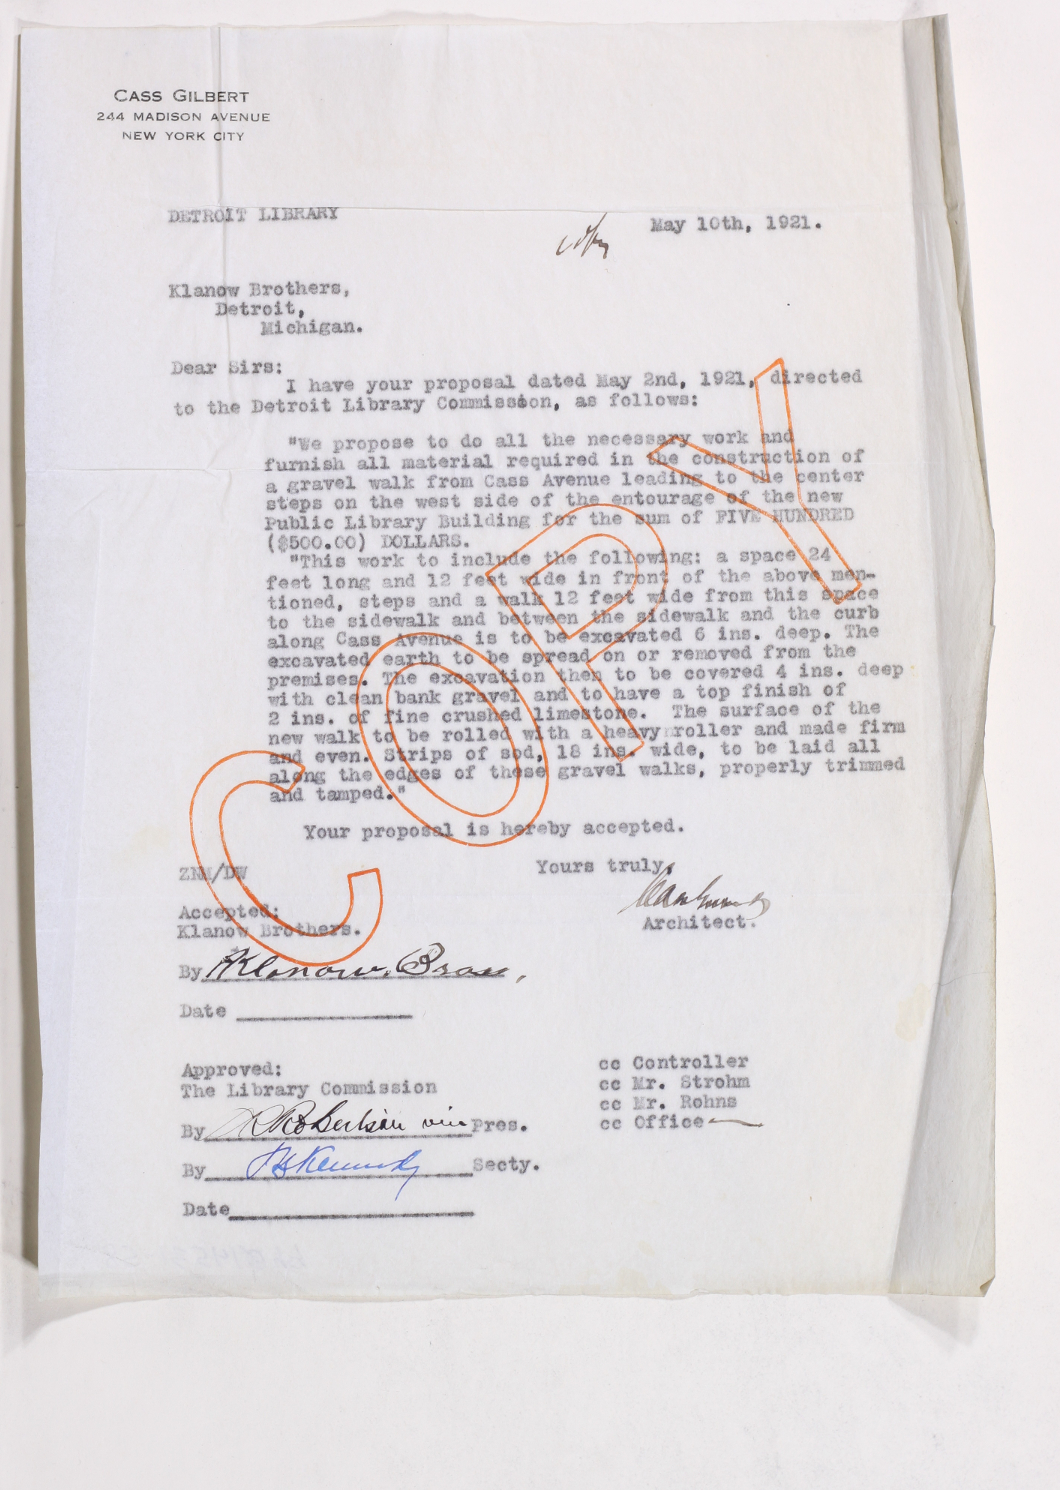 CASS GILBERT
244 MADISON AVENUE
NEW YORK CITY
DETROIT LIBRARY
May 10th, 1921.
copy
Klanow Brothers,
Detroit,
Michigan.
Dear Sirs:
I have your proposal dated May 2nd, 1921, directed
to the Detroit Library Commission, as follows:
"We propose to do all the necessary work and
furnish all material required in the construction of
a gravel walk from Cass Avenue leading to the center
steps on the west side of the entourage of the new
Public Library Building for the sum of FIVE HUNDRED
($500.00) DOLLARS.
"This work to include the following: a space 24
feet long and 12 feet wide in front of the above men-
tioned, steps and a walk 12 feet wide from this space
to the sidewalk and between the sidewalk and the curb
along Cass Avenue is to be excavated 6 ins. deep. The
excavated earth to be spread on or removed from the
premises. The excavation then to be covered 4 ins. deep
with clean bank gravel and to have a top finish of
2 ins. of fine crushed limestone. The surface of the
new walk to be rolled with a heavy roller and made firm
and even. Strips of sod, 18 ins. wide, to be laid all
along the edges of these gravel walks, properly trimmed
and tamped."
Your proposal is hereby accepted.
ZNM/DW
Yours truly,
Architect.
Accepted:
Klanow Brothers.
By Klanow Bros.,
Date
Approved:
The Library Commission
By Robertson vice Pres.
By Kennedy Secty.
Date
cc Controller
cc Mr. Strohm
cc Mr. Rohns
cc Office
COPY